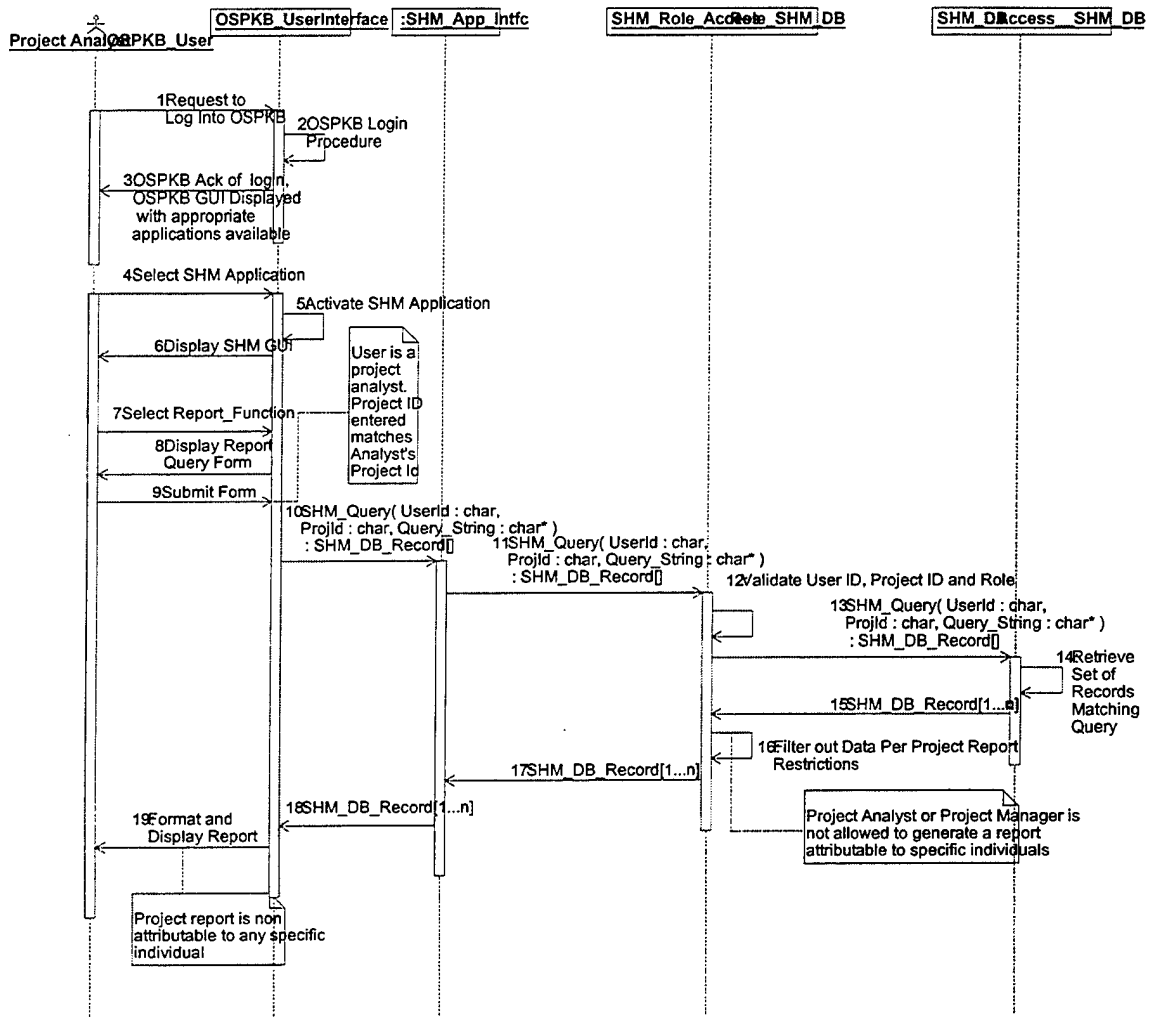 OSPKB_UserInterface
:SHM_App_Intfc
SHM_Role_Access
Role_SHM_DB
SHM_DB
Access__SHM_DB
Project Analyst
OSPKB_User
1Request to
Log Into OSPKB
2OSPKB Login
Procedure
3OSPKB Ack of login,
OSPKB GUI Displayed
with appropriate
applications available
4Select SHM Application
5Activate SHM Application
6Display SHM GUI
User is a
project
analyst.
Project ID
entered
matches
Analyst's
Project Id
7Select Report_Function
8Display Report
Query Form
9Submit Form
10SHM_Query( UserId : char,
ProjId : char, Query_String : char* )
: SHM_DB_Record[]
11SHM_Query( UserId : char,
ProjId : char, Query_String : char* )
: SHM_DB_Record[]
12Validate User ID, Project ID and Role
13SHM_Query( UserId : char,
ProjId : char, Query_String : char* )
: SHM_DB_Record[]
14Retrieve
Set of
Records
Matching
Query
15SHM_DB_Record[1...n]
16Filter out Data Per Project Report
Restrictions
17SHM_DB_Record[1...n]
18SHM_DB_Record[1...n]
Project Analyst or Project Manager is
not allowed to generate a report
attributable to specific individuals
19Format and
Display Report
Project report is non
attributable to any specific
individual